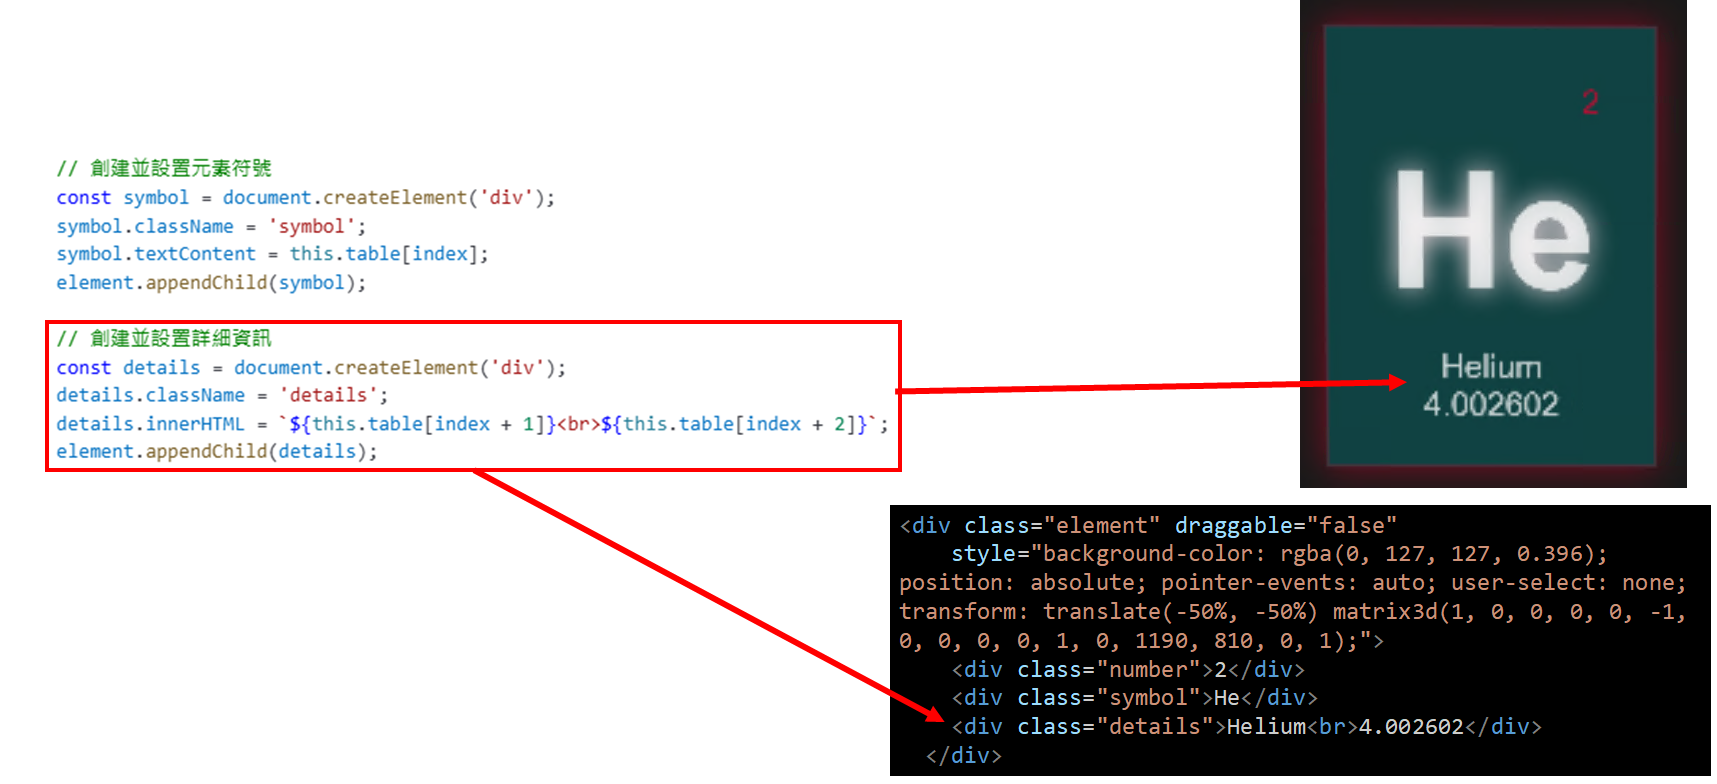 // 創建並設置元素符號
const symbol = document.createElement('div');
symbol.className = 'symbol';
symbol.textContent = this.table[index];
element.appendChild(symbol);
// 創建並設置詳細資訊
const details = document.createElement('div');
details.className = 'details';
details.innerHTML = `${this.table[index + 1]}<br>${this.table[index + 2]}`;
element.appendChild(details);
2
He
Helium
4.002602
<div class="element" draggable="false"
style="background-color: rgba(0, 127, 127, 0.396);
position: absolute; pointer-events: auto; user-select: none;
transform: translate(-50%, -50%) matrix3d(1, 0, 0, 0, 0, -1,
0, 0, 0, 0, 1, 0, 1190, 810, 0, 1);">
<div class="number">2</div>
<div class="symbol">He</div>
<div class="details">Helium<br>4.002602</div>
</div>